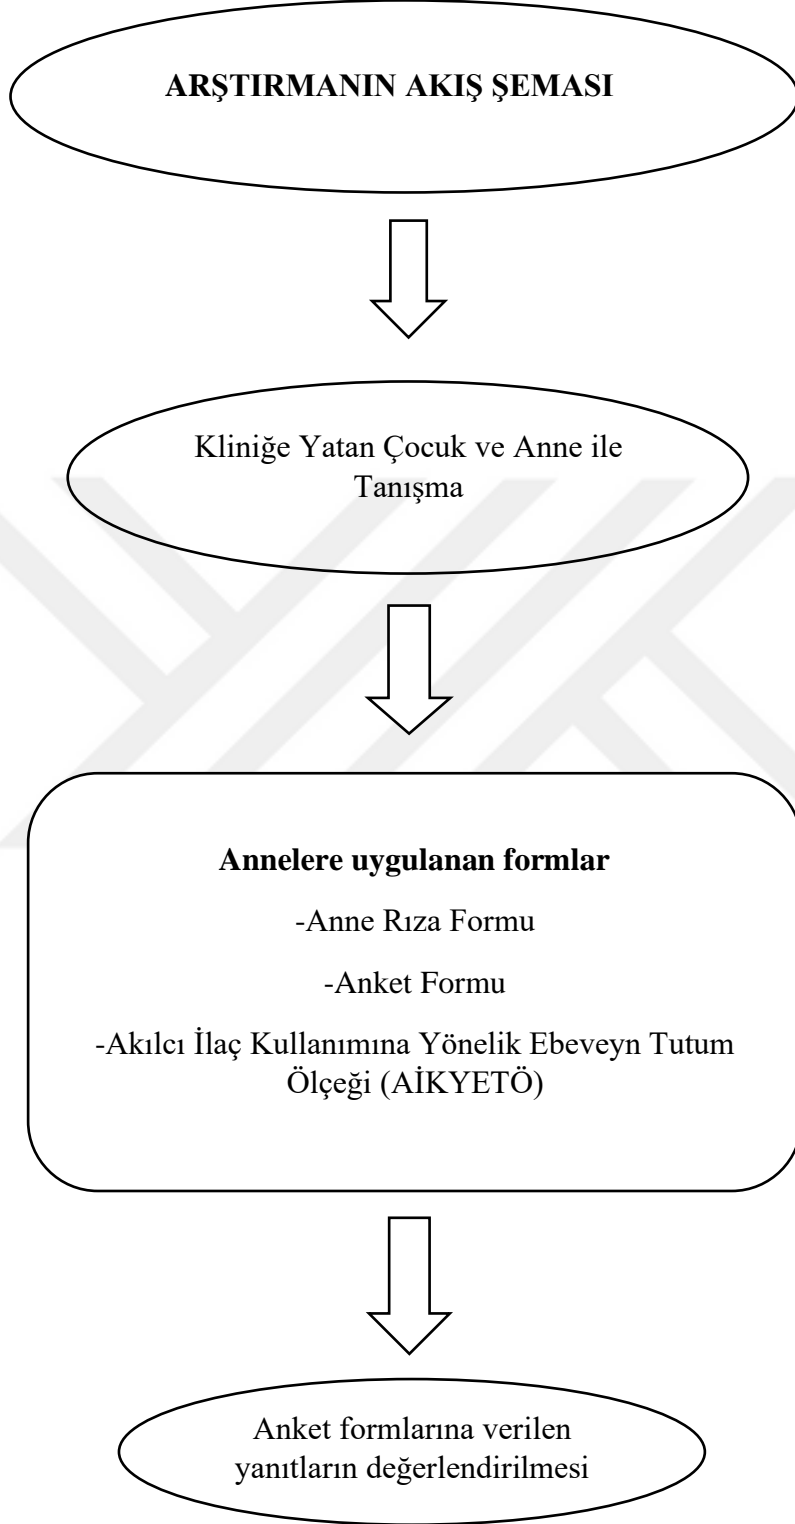 ARŞTIRMANIN AKIŞ ŞEMASI
Kliniğe Yatan Çocuk ve Anne ile
Tanışma
Annelere uygulanan formlar
-Anne Rıza Formu
-Anket Formu
-Akılcı İlaç Kullanımına Yönelik Ebeveyn Tutum
Ölçeği (AİKYETÖ)
Anket formlarına verilen
yanıtların değerlendirilmesi